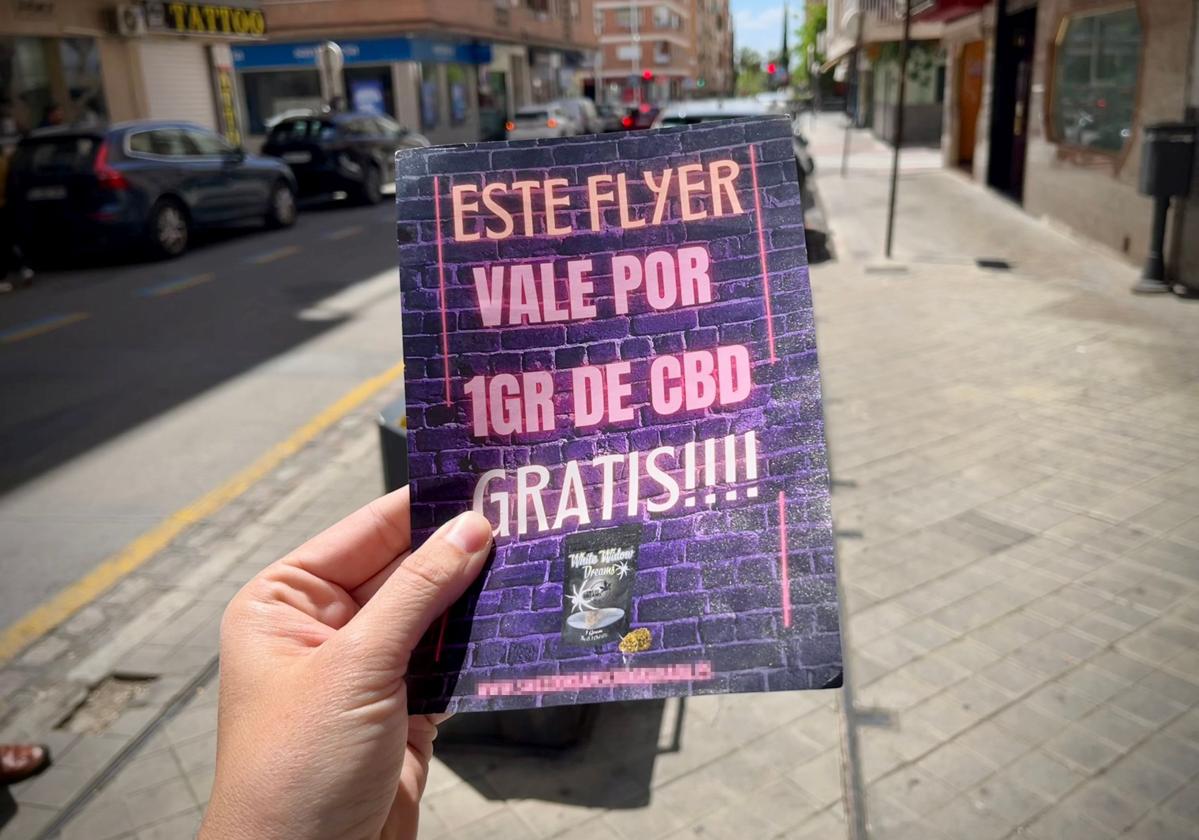 TATTOO
ESTE FLYER
VALE POR
1GR DE CBD
GRATIS!!!!
White Widow
Dreams